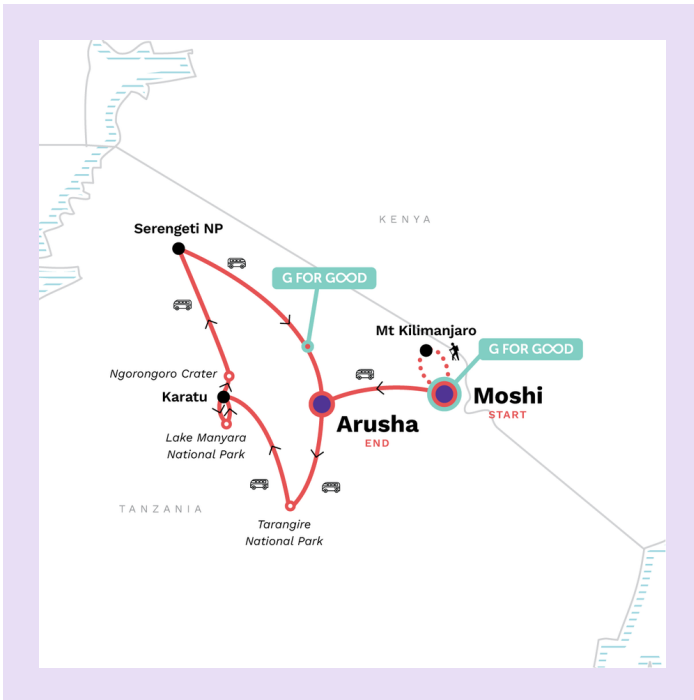 KENYA
Serengeti NP
G FOR GOOD
Mt Kilimanjaro
G FOR GOOD
Ngorongoro Crater
Karatu
Moshi
START
Arusha
END
Lake Manyara
National Park
TANZANIA
Tarangire
National Park